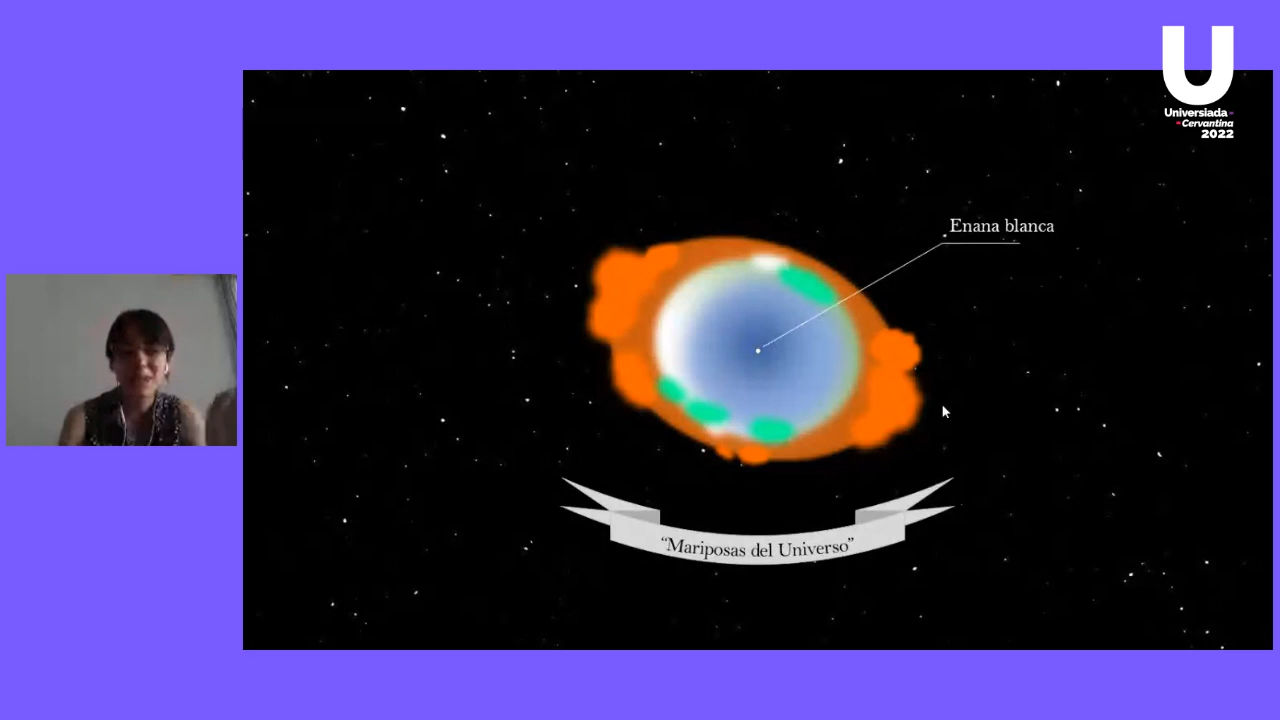 U
Universiada
Cervantina
2022
Enana blanca
“Mariposas del Universo”